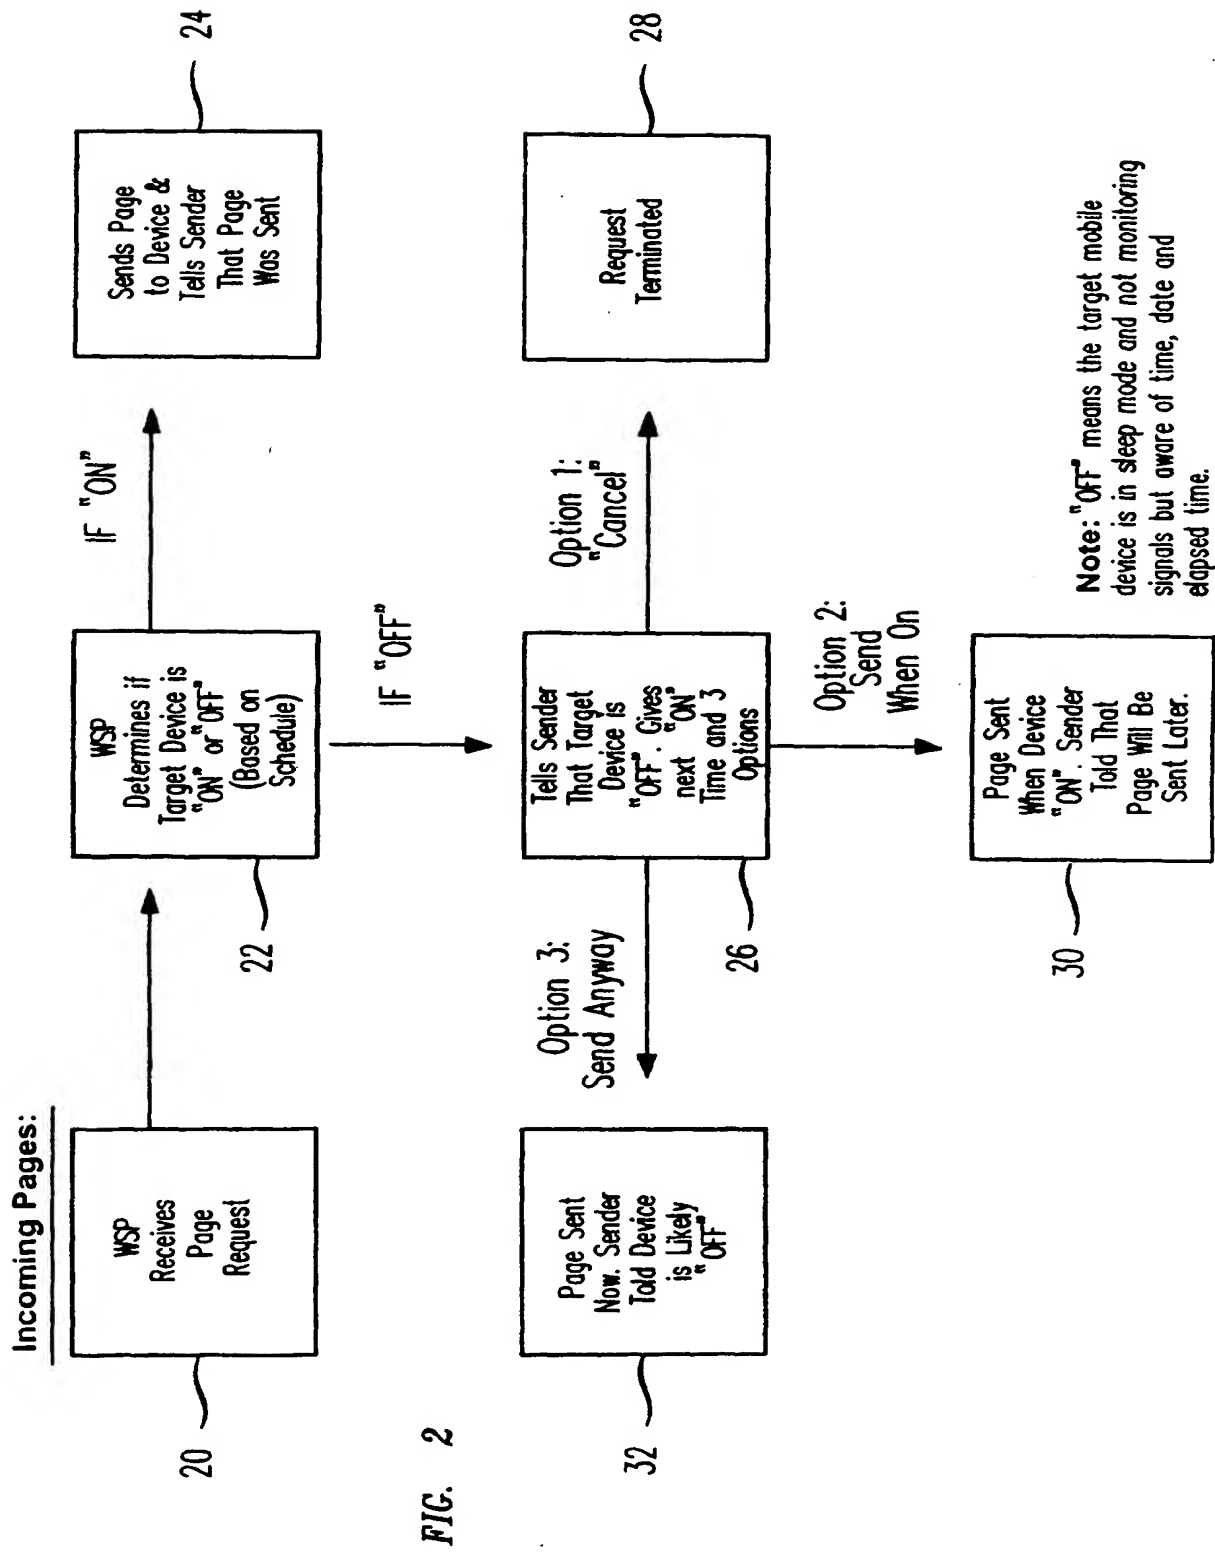 Incoming Pages:
WSP
Receives
Page
Request
20
WSP
Determines if
Target Device is
"ON" or "OFF"
(Based on
Schedule)
22
IF "ON"
Sends Page
to Device &
Tells Sender
That Page
Was Sent
24
IF "OFF"
Tells Sender
That Target
Device is
"OFF". Gives
next "ON"
Time and 3
Options
26
Option 1:
"Cancel"
Request
Terminated
28
Option 2:
Send
When On
Page Sent
When Device
"ON". Sender
Told That
Page Will Be
Sent Later.
30
Option 3:
Send Anyway
Page Sent
Now. Sender
Told Device
is Likely
"OFF"
32
Note: "OFF" means the target mobile
device is in sleep mode and not monitoring
signals but aware of time, date and
elapsed time.
FIG. 2